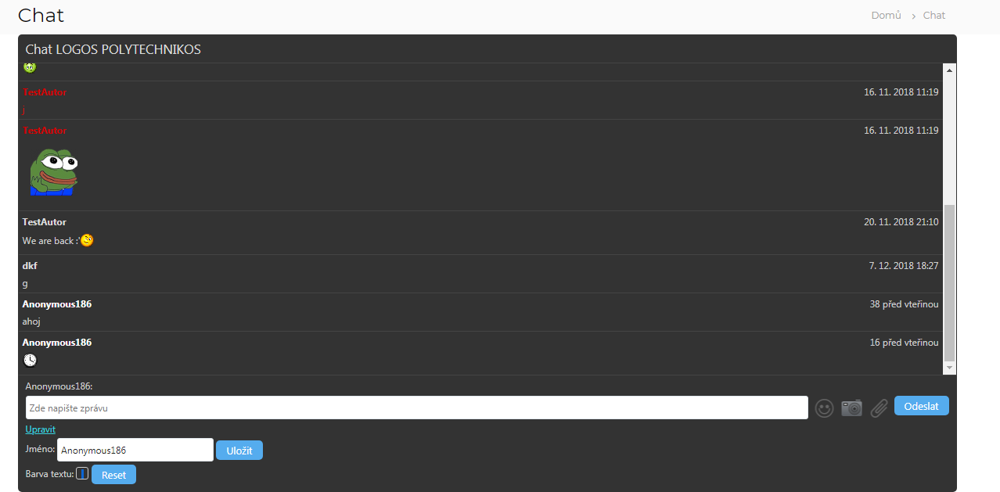 Chat
Domů › Chat
Chat LOGOS POLYTECHNIKOS
TestAutor 16. 11. 2018 11:19
j
TestAutor 16. 11. 2018 11:19
TestAutor 20. 11. 2018 21:10
We are back :'
dkf 7. 12. 2018 18:27
g
Anonymous186 38 před vteřinou
ahoj
Anonymous186 16 před vteřinou
Anonymous186:
Zde napište zprávu Odeslat
Upravit
Jméno: Anonymous186 Uložit
Barva textu: Reset